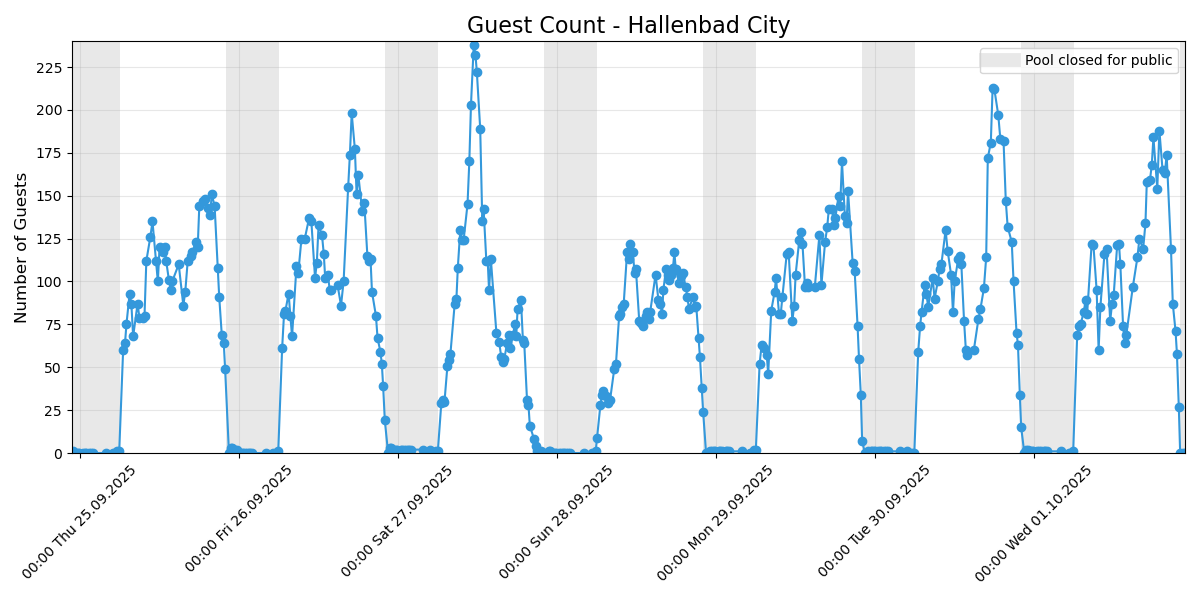 Guest Count - Hallenbad City
Pool closed for public
Number of Guests
225
200
175
150
125
100
75
50
25
0
00:00 Thu 25.09.2025
00:00 Fri 26.09.2025
00:00 Sat 27.09.2025
00:00 Sun 28.09.2025
00:00 Mon 29.09.2025
00:00 Tue 30.09.2025
00:00 Wed 01.10.2025